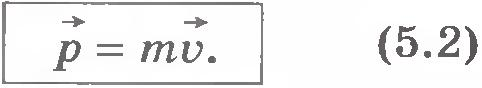 p⃗ = mv⃗. (5.2)